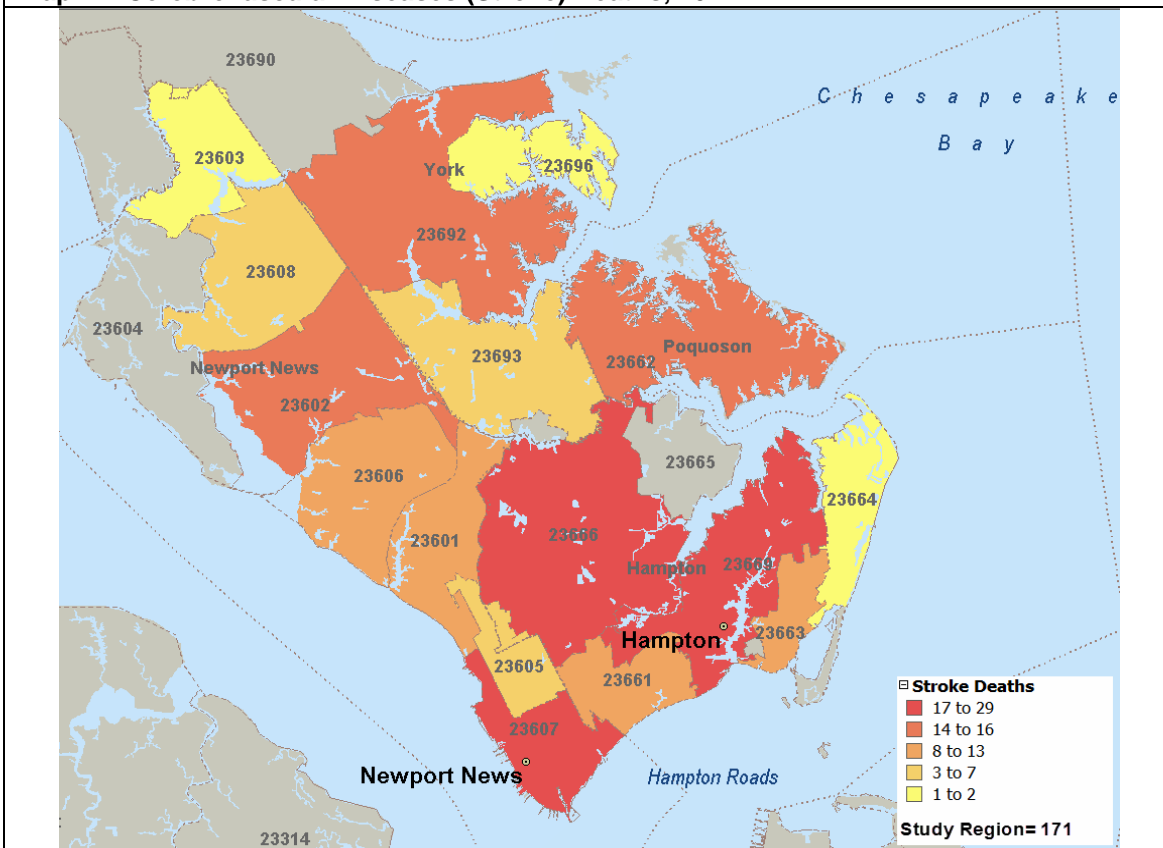 23690
C h e s a p e a k e
B a y
23603
York
23696
23692
23608
23604
23693
Poquoson
23662
Newport News
23602
23665
23606
23664
23601
23666
Hampton
23669
Hampton
23663
23605
23661
23607
Newport News
Hampton Roads
23314
Stroke Deaths
17 to 29
14 to 16
8 to 13
3 to 7
1 to 2
Study Region= 171